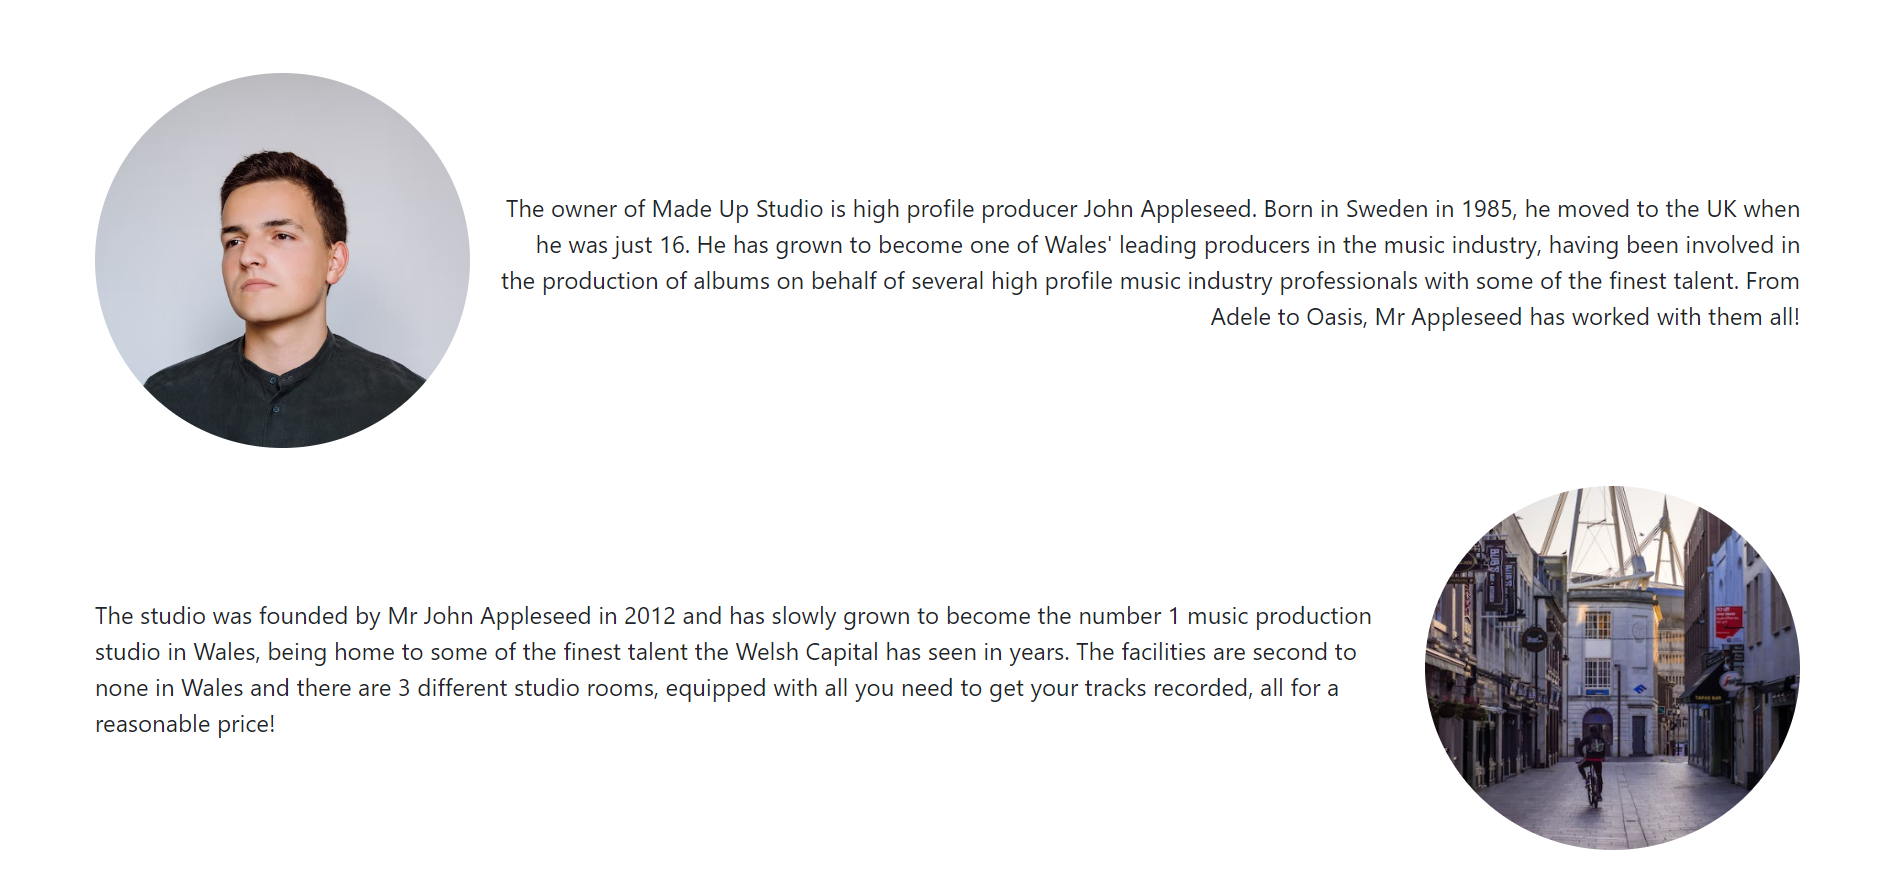 The owner of Made Up Studio is high profile producer John Appleseed. Born in Sweden in 1985, he moved to the UK when
he was just 16. He has grown to become one of Wales' leading producers in the music industry, having been involved in
the production of albums on behalf of several high profile music industry professionals with some of the finest talent. From
Adele to Oasis, Mr Appleseed has worked with them all!
The studio was founded by Mr John Appleseed in 2012 and has slowly grown to become the number 1 music production
studio in Wales, being home to some of the finest talent the Welsh Capital has seen in years. The facilities are second to
none in Wales and there are 3 different studio rooms, equipped with all you need to get your tracks recorded, all for a
reasonable price!
TAPAS BAR